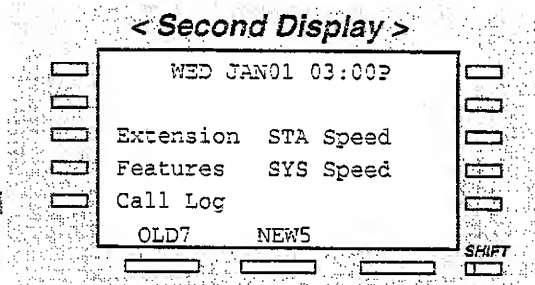 < Second Display >
WED JAN01 03:00P
Extension STA Speed
Features SYS Speed
Call Log
OLD7 NEW5
SHIFT